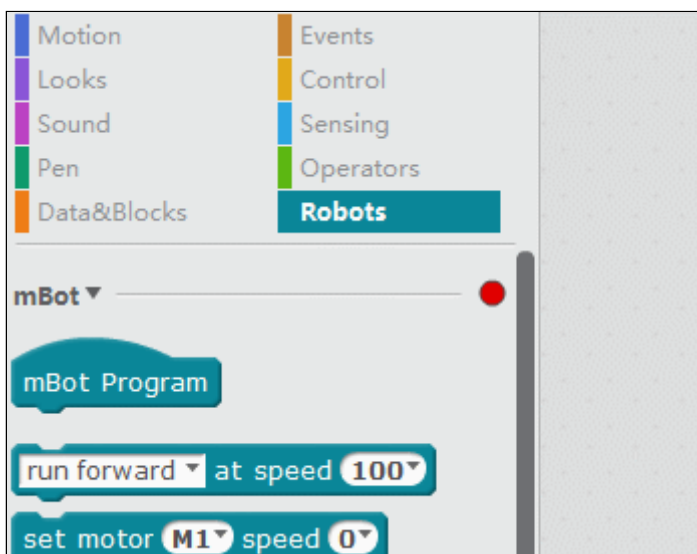 Motion Events
Looks Control
Sound Sensing
Pen Operators
Data&Blocks Robots
mBot
mBot Program
run forward at speed 100
set motor M1 speed 0